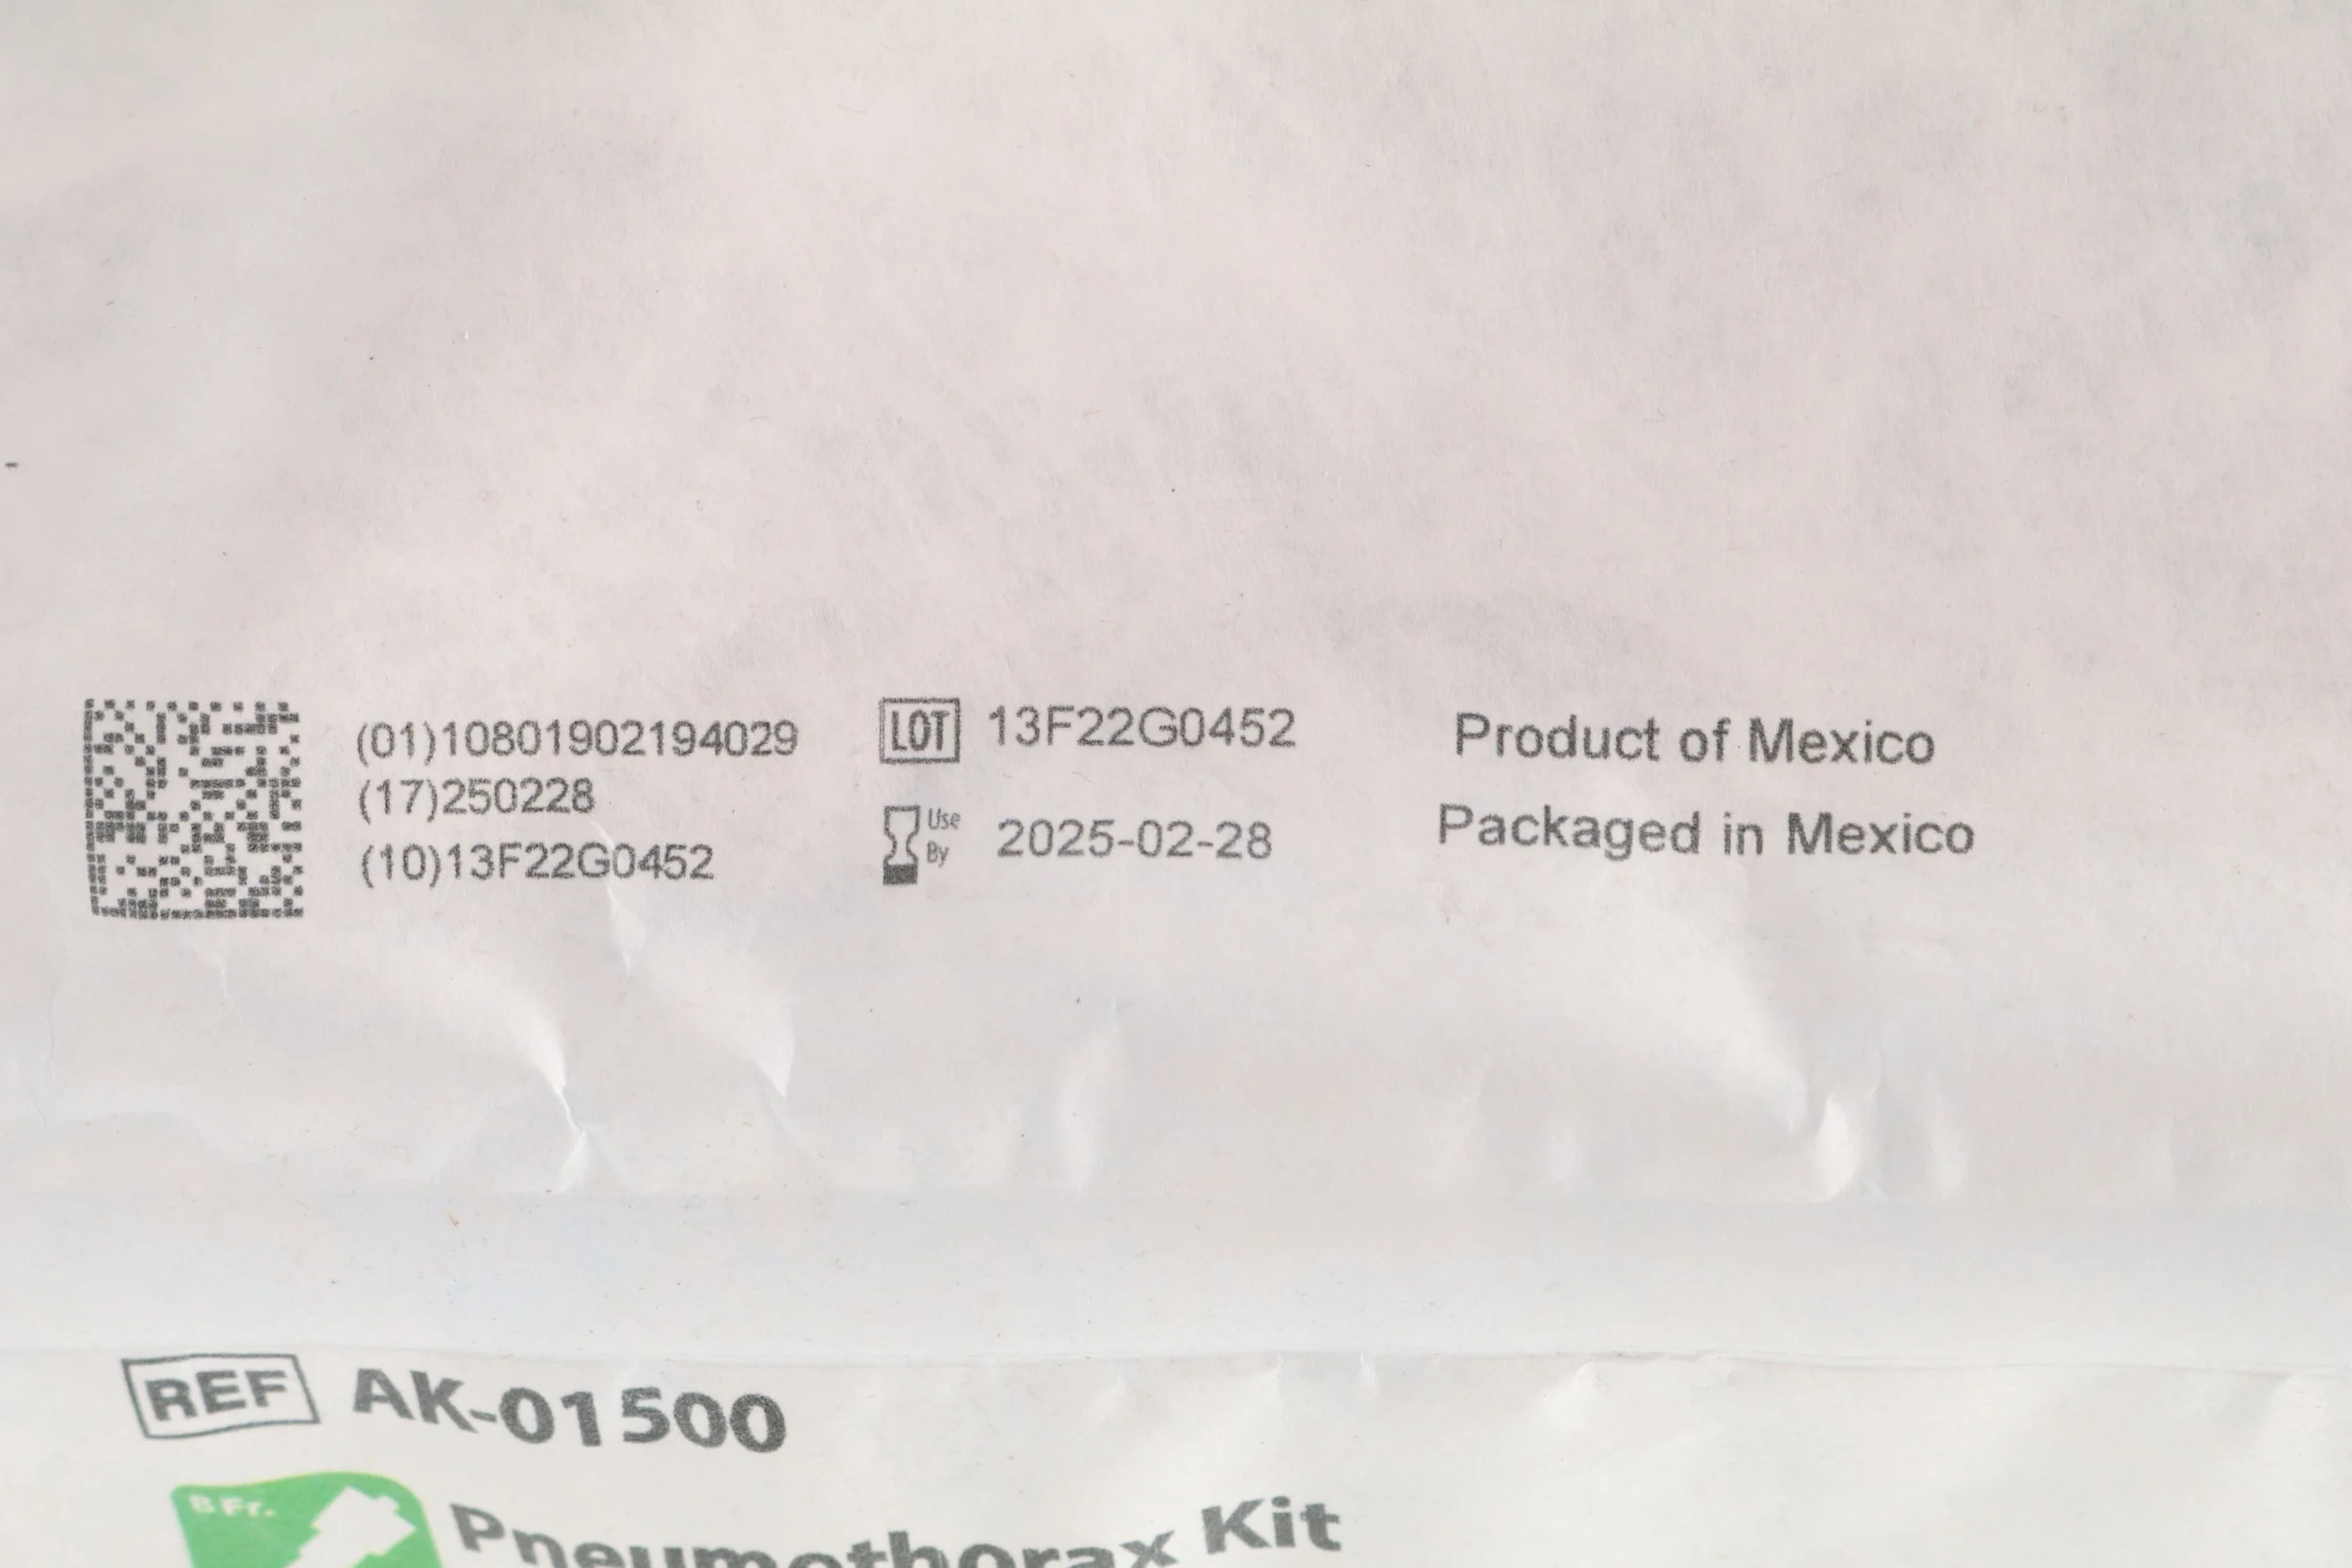 (01)10801902194029
(17)250228
(10)13F22G0452
LOT 13F22G0452
Use By 2025-02-28
Product of Mexico
Packaged in Mexico
REF AK-01500
8 Fr.
Pneumothorax Kit